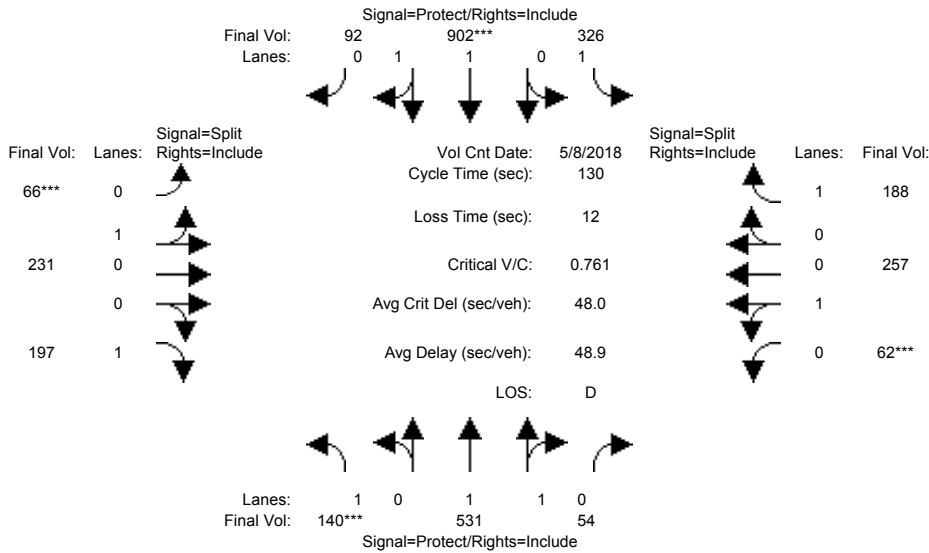 Signal=Protect/Rights=Include
Final Vol: 92 902*** 326
Lanes: 0 1 1 0 1
Signal=Split Signal=Split
Final Vol: Lanes: Rights=Include Vol Cnt Date: 5/8/2018 Rights=Include Lanes: Final Vol:
Cycle Time (sec): 130
66*** 0 1 188
Loss Time (sec): 12
1 0
231 0 Critical V/C: 0.761 0 257
0 Avg Crit Del (sec/veh): 48.0 1
197 1 Avg Delay (sec/veh): 48.9 0 62***
LOS: D
Lanes: 1 0 1 1 0
Final Vol: 140*** 531 54
Signal=Protect/Rights=Include